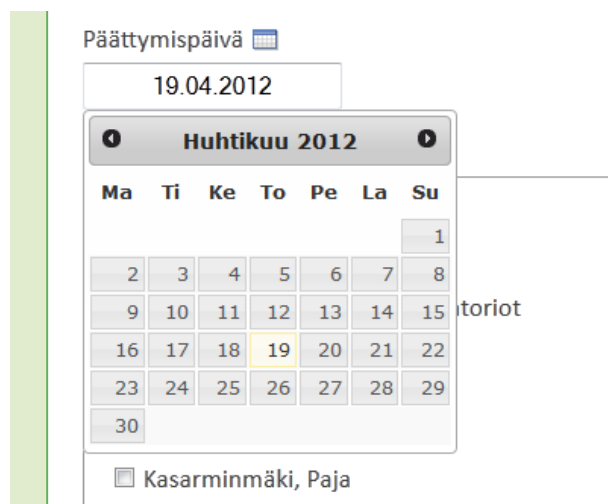 Päättymispäivä
19.04.2012
Huhtikuu 2012
Ma Ti Ke To Pe La Su
1
2 3 4 5 6 7 8
9 10 11 12 13 14 15 toriot
16 17 18 19 20 21 22
23 24 25 26 27 28 29
30
Kasarminmäki, Paja